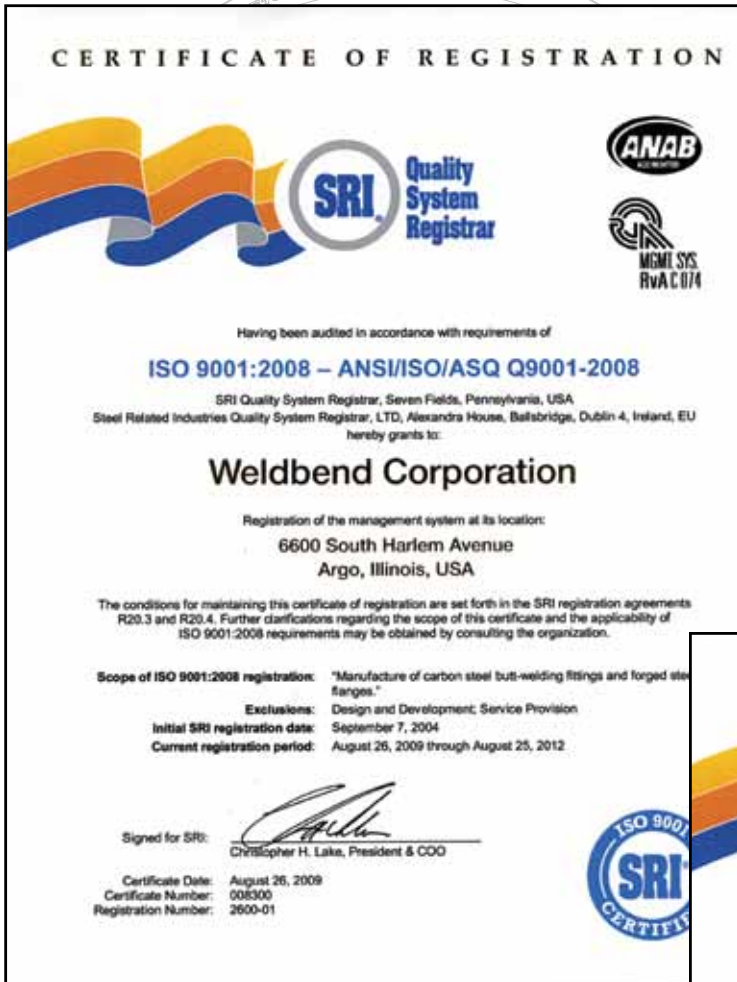 CERTIFICATE OF REGISTRATION
SRI
Quality
System
Registrar
ANAB
ACCREDITED
MGMT. SYS.
RvA C 074
Having been audited in accordance with requirements of
ISO 9001:2008 – ANSI/ISO/ASQ Q9001-2008
SRI Quality System Registrar, Seven Fields, Pennsylvania, USA
Steel Related Industries Quality System Registrar, LTD, Alexandra House, Ballsbridge, Dublin 4, Ireland, EU
hereby grants to:
Weldbend Corporation
Registration of the management system at its location:
6600 South Harlem Avenue
Argo, Illinois, USA
The conditions for maintaining this certificate of registration are set forth in the SRI registration agreements
R20.3 and R20.4. Further clarifications regarding the scope of this certificate and the applicability of
ISO 9001:2008 requirements may be obtained by consulting the organization.
Scope of ISO 9001:2008 registration: "Manufacture of carbon steel butt-welding fittings and forged
flanges."
Exclusions: Design and Development; Service Provision
Initial SRI registration date: September 7, 2004
Current registration period: August 26, 2009 through August 25, 2012
Signed for SRI:
Christopher H. Lake, President & COO
Certificate Date: August 26, 2009
Certificate Number: 008300
Registration Number: 2600-01
ISO 9001
SRI